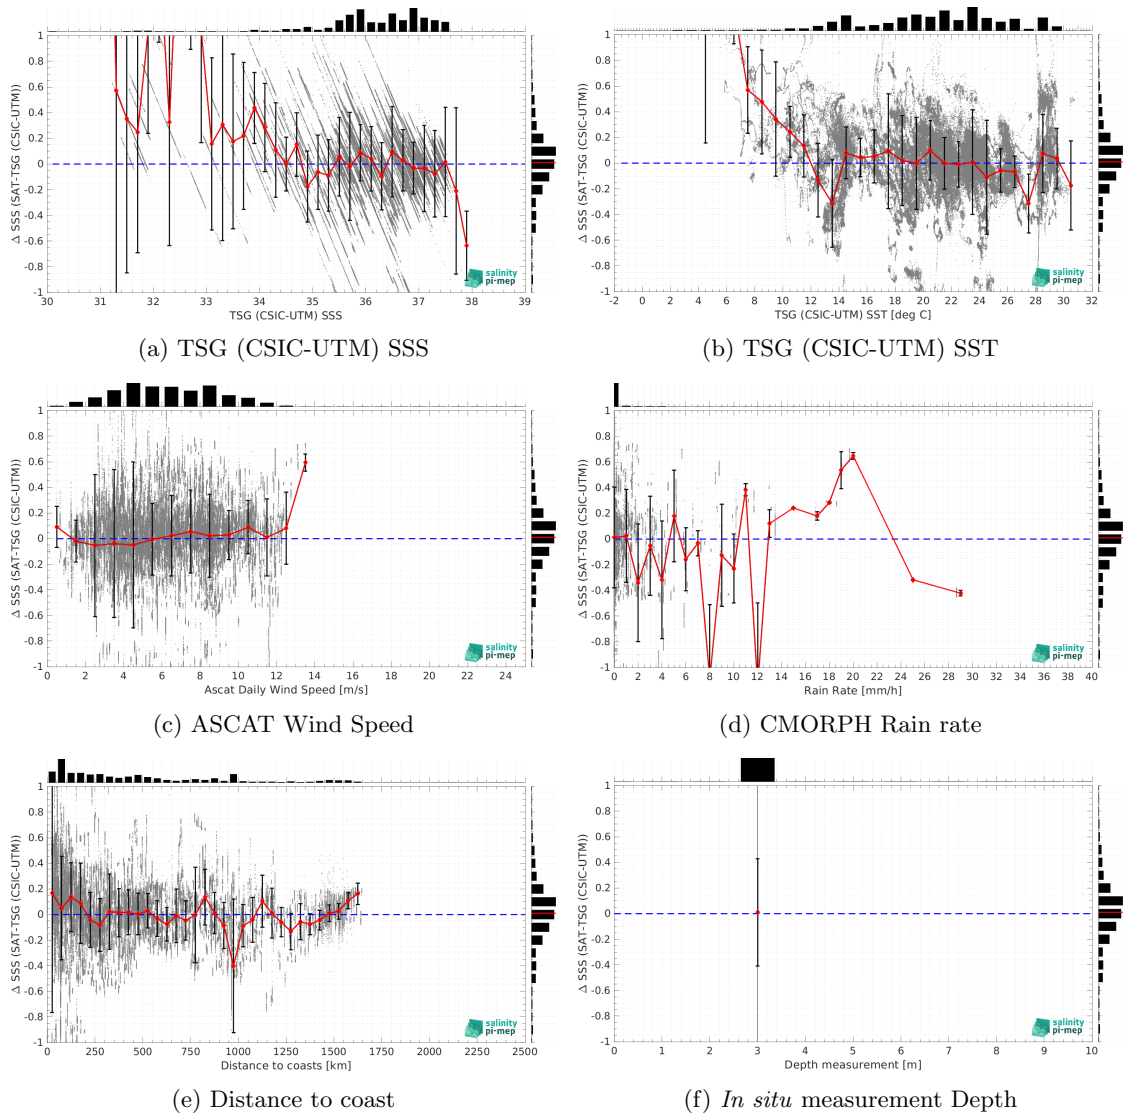 Δ SSS (SAT-TSG (CSIC-UTM))
1
0.8
0.6
0.4
0.2
0
-0.2
-0.4
-0.6
-0.8
-1
salinity
pi-mep
30 31 32 33 34 35 36 37 38 39
TSG (CSIC-UTM) SSS
(a) TSG (CSIC-UTM) SSS
Δ SSS (SAT-TSG (CSIC-UTM))
1
0.8
0.6
0.4
0.2
0
-0.2
-0.4
-0.6
-0.8
-1
salinity
pi-mep
-2 0 2 4 6 8 10 12 14 16 18 20 22 24 26 28 30 32
TSG (CSIC-UTM) SST [deg C]
(b) TSG (CSIC-UTM) SST
Δ SSS (SAT-TSG (CSIC-UTM))
1
0.8
0.6
0.4
0.2
0
-0.2
-0.4
-0.6
-0.8
-1
salinity
pi-mep
0 2 4 6 8 10 12 14 16 18 20 22 24
Ascat Daily Wind Speed [m/s]
(c) ASCAT Wind Speed
Δ SSS (SAT-TSG (CSIC-UTM))
1
0.8
0.6
0.4
0.2
0
-0.2
-0.4
-0.6
-0.8
-1
salinity
pi-mep
0 2 4 6 8 10 12 14 16 18 20 22 24 26 28 30 32 34 36 38 40
Rain Rate [mm/h]
(d) CMORPH Rain rate
Δ SSS (SAT-TSG (CSIC-UTM))
1
0.8
0.6
0.4
0.2
0
-0.2
-0.4
-0.6
-0.8
-1
salinity
pi-mep
0 250 500 750 1000 1250 1500 1750 2000 2250 2500
Distance to coasts [km]
(e) Distance to coast
Δ SSS (SAT-TSG (CSIC-UTM))
1
0.8
0.6
0.4
0.2
0
-0.2
-0.4
-0.6
-0.8
-1
salinity
pi-mep
0 1 2 3 4 5 6 7 8 9 10
Depth measurement [m]
(f) In situ measurement Depth